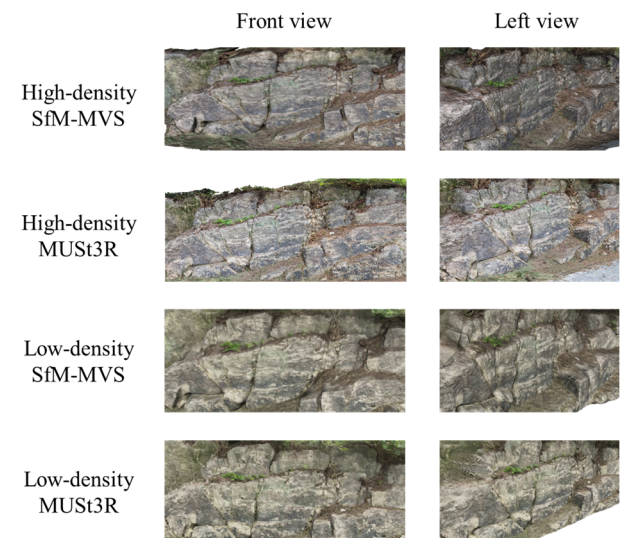 Front view
Left view
High-density
SfM-MVS
High-density
MUSt3R
Low-density
SfM-MVS
Low-density
MUSt3R